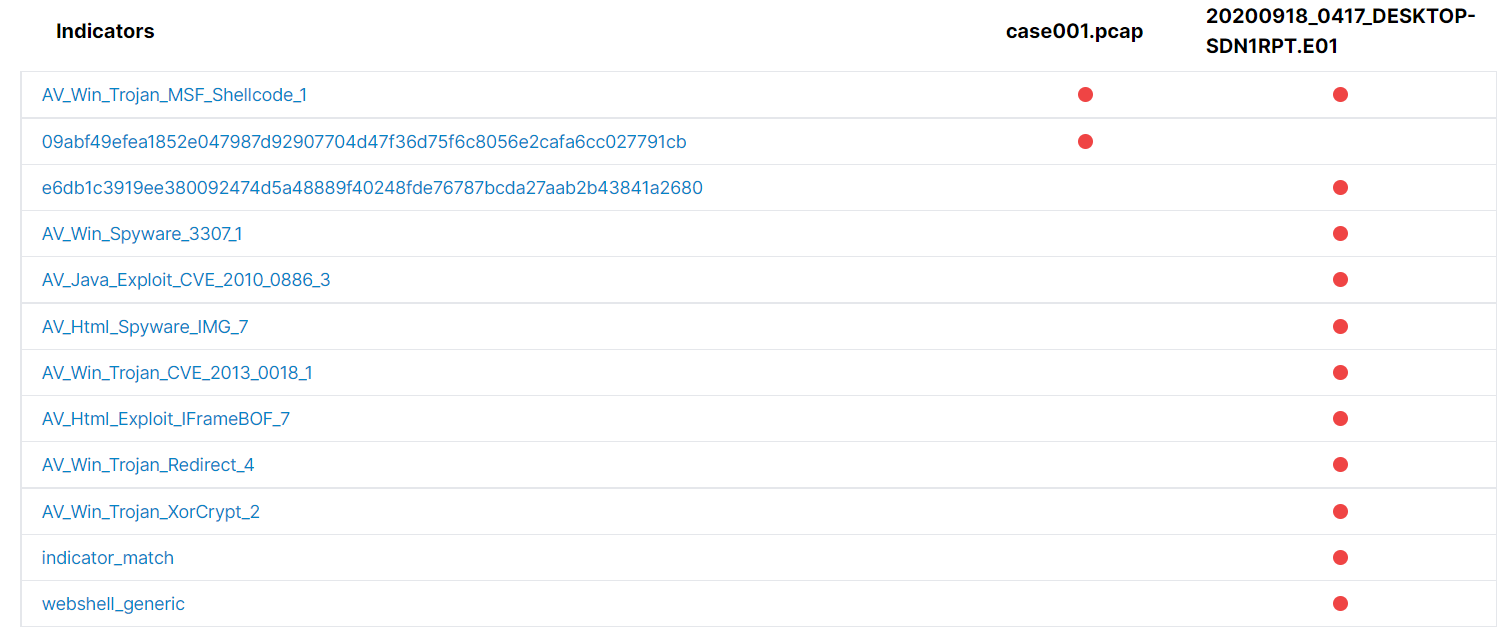 Indicators
case001.pcap
20200918_0417_DESKTOP-
SDN1RPT.E01
AV_Win_Trojan_MSF_Shellcode_1
09abf49efea1852e047987d92907704d47f36d75f6c8056e2cafa6cc027791cb
e6db1c3919ee380092474d5a48889f40248fde76787bcda27aab2b43841a2680
AV_Win_Spyware_3307_1
AV_Java_Exploit_CVE_2010_0886_3
AV_Html_Spyware_IMG_7
AV_Win_Trojan_CVE_2013_0018_1
AV_Html_Exploit_IFrameBOF_7
AV_Win_Trojan_Redirect_4
AV_Win_Trojan_XorCrypt_2
indicator_match
webshell_generic